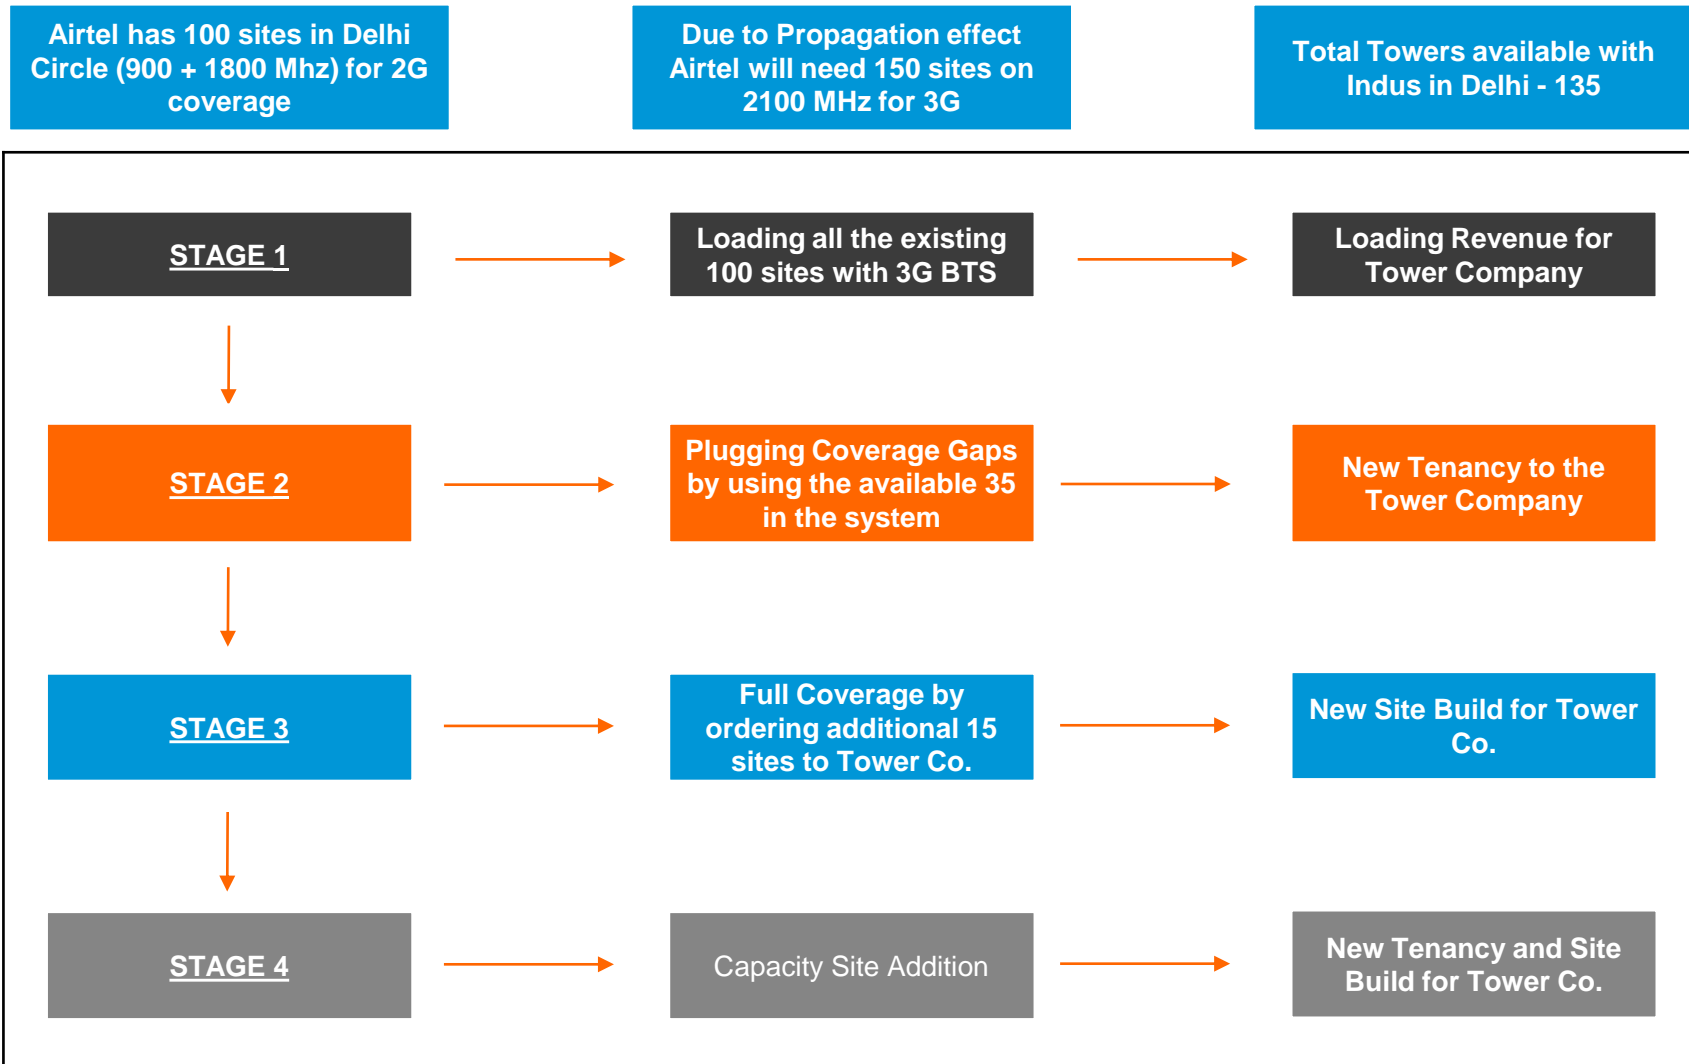 Airtel has 100 sites in Delhi
Circle (900 + 1800 Mhz) for 2G
coverage
Due to Propagation effect
Airtel will need 150 sites on
2100 MHz for 3G
Total Towers available with
Indus in Delhi - 135
STAGE 1
Loading all the existing
100 sites with 3G BTS
Loading Revenue for
Tower Company
STAGE 2
Plugging Coverage Gaps
by using the available 35
in the system
New Tenancy to the
Tower Company
STAGE 3
Full Coverage by
ordering additional 15
sites to Tower Co.
New Site Build for Tower
Co.
STAGE 4
Capacity Site Addition
New Tenancy and Site
Build for Tower Co.